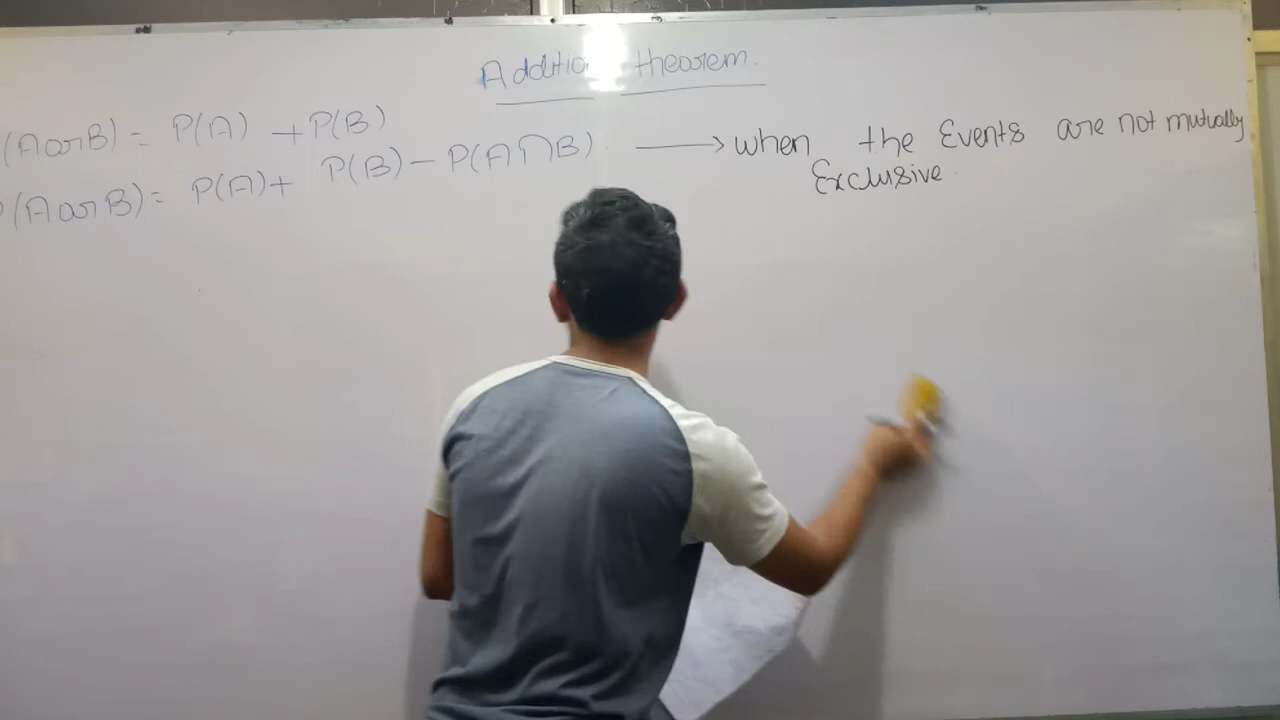 Addition theorem.
(A or B) = P(A) + P(B)
P(A or B) = P(A) + P(B) - P(A∩B) → when the Events are not mutually
Exclusive.